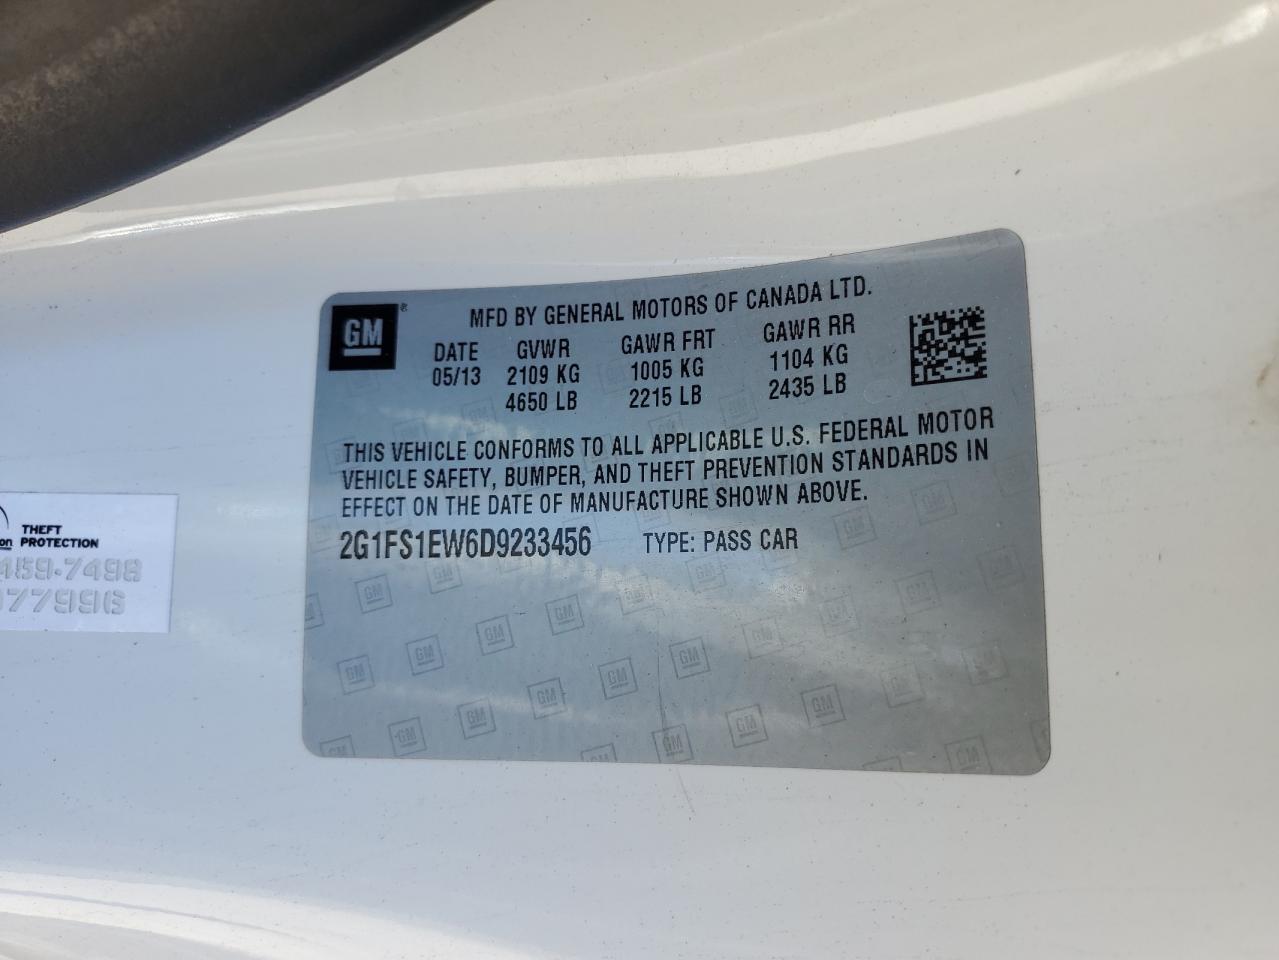 GM®
MFD BY GENERAL MOTORS OF CANADA LTD.
DATE GVWR GAWR FRT GAWR RR
05/13 2109 KG 1005 KG 1104 KG
4650 LB 2215 LB 2435 LB
THIS VEHICLE CONFORMS TO ALL APPLICABLE U.S. FEDERAL MOTOR
VEHICLE SAFETY, BUMPER, AND THEFT PREVENTION STANDARDS IN
EFFECT ON THE DATE OF MANUFACTURE SHOWN ABOVE.
2G1FS1EW6D9233456 TYPE: PASS CAR
THEFT
on PROTECTION
459-7498
77996